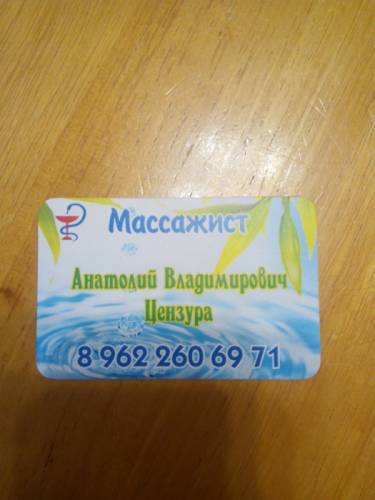 Массажист
Анатолий Владимирович
Цензура
8 962 260 69 71